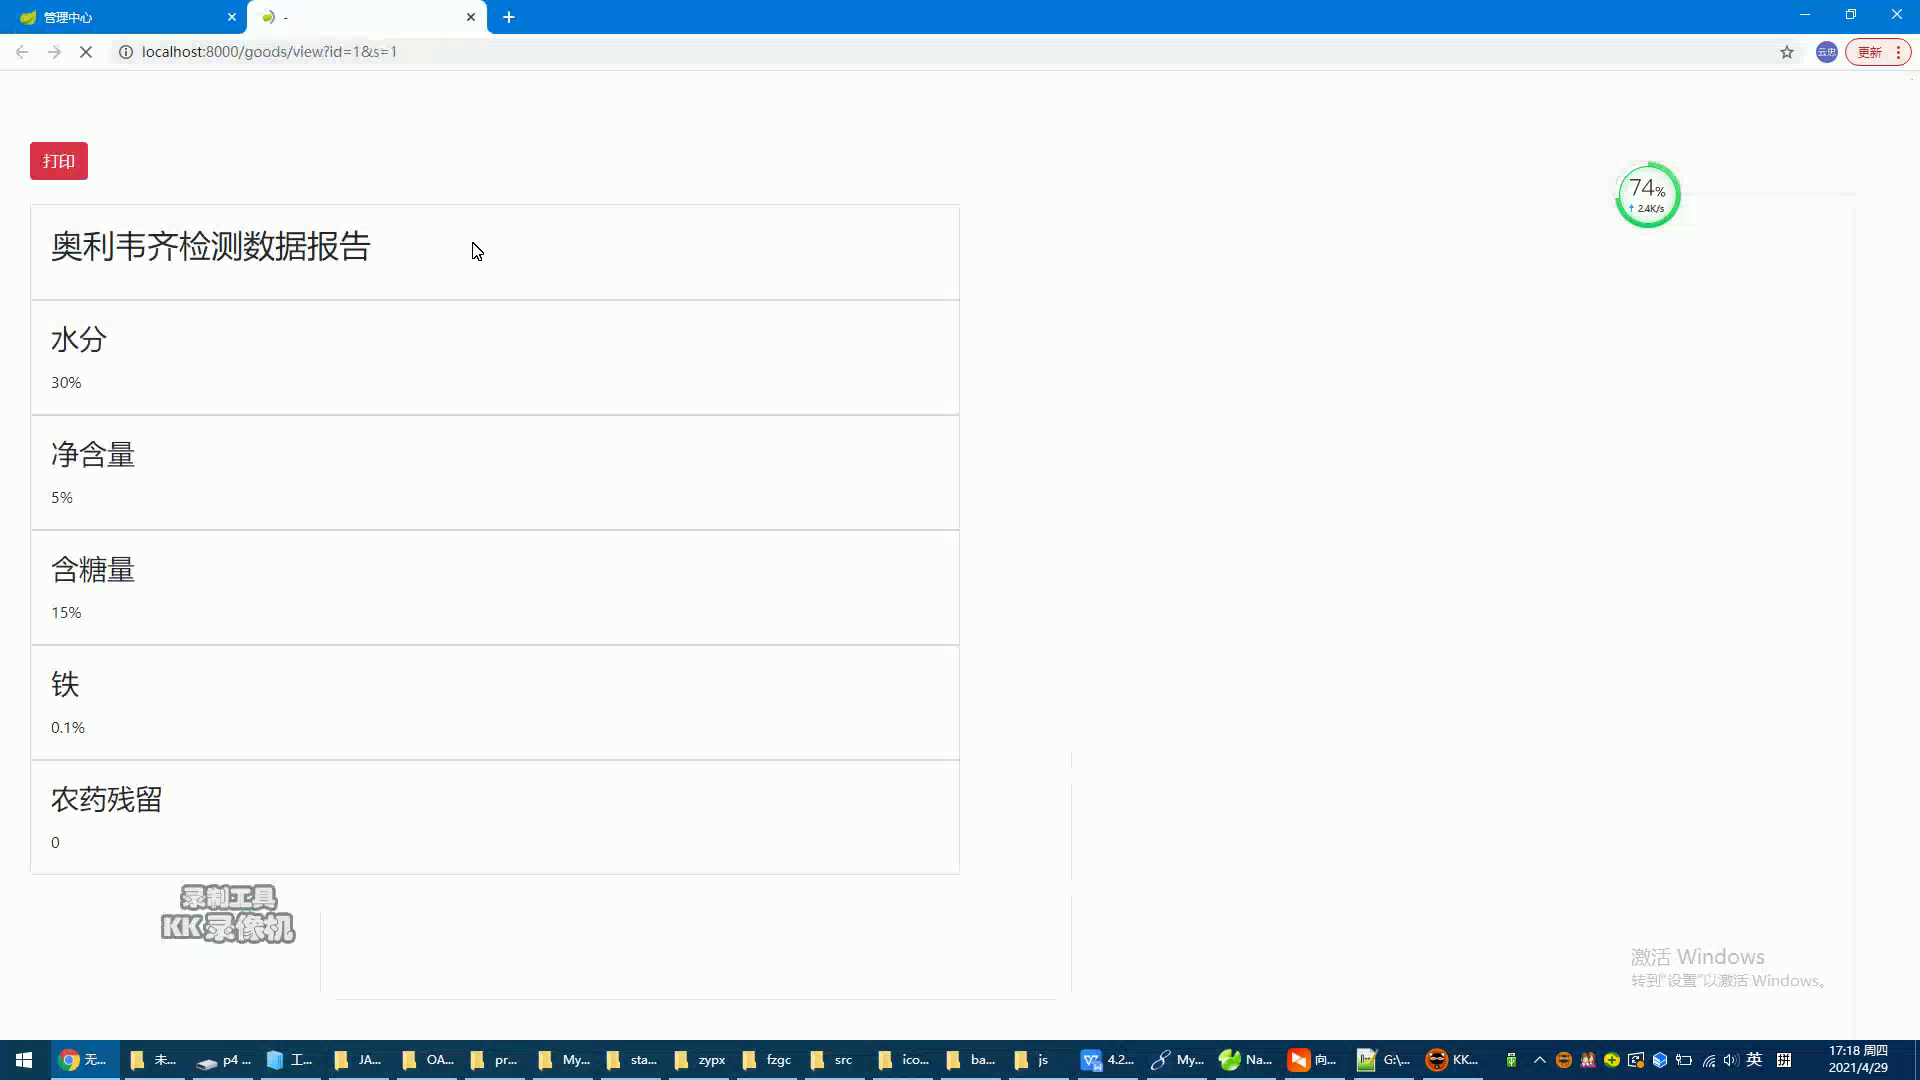 管理中心
-
localhost:8000/goods/view?id=1&s=1
云忠
更新
打印
74%
2.4K/s
奥利韦齐检测数据报告
水分
30%
净含量
5%
含糖量
15%
铁
0.1%
农药残留
0
录制工具
KK录像机
激活 Windows
转到"设置"以激活 Windows。
无...
未...
p4 ...
工...
JA...
OA...
pr...
My...
sta...
zypx
fzgc
src
ico...
ba...
js
4.2...
My...
Na...
向...
G:\...
KK...
英
拼
17:18 周四
2021/4/29